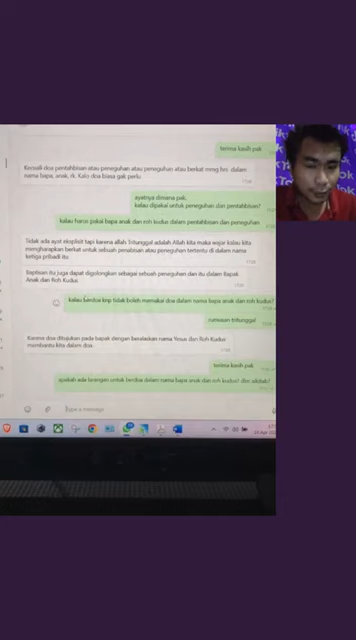 terima kasih pak
Kecuali doa pentahbisan atau peneguhan atau peneguhan atau berkat mmg hrs dalam
nama bapa, anak, rk. Kalo doa biasa gak perlu
ayatnya dimana pak
kalau dipakai untuk peneguhan dan pentahbisan?
kalau harus pakai bapa anak dan roh kudus dalam pentahbisan dan peneguhan
Tidak ada ayat eksplisit tapi karena allah Tritunggal adalah Allah kita maka wajar kalau kita
mengharapkan berkat untuk sebuah penabisan atau peneguhan tertentu di dalam nama
ketiga pribadi itu
Baptisan itu juga dapat digolongkan sebagai sebuah peneguhan dan itu dalam Bapak
Anak dan Roh Kudus
kalau berdoa knp tidak boleh memakai doa dalam nama bapa anak dan roh kudus?
rumusan tritunggal
Karena doa ditujukan pada bapak dengan berdasarkan nama Yesus dan Roh Kudus
membantu kita dalam doa
terima kasih pak
apakah ada larangan untuk berdoa dalam nama bapa anak dan roh kudus? dlm alkitab?
Type a message